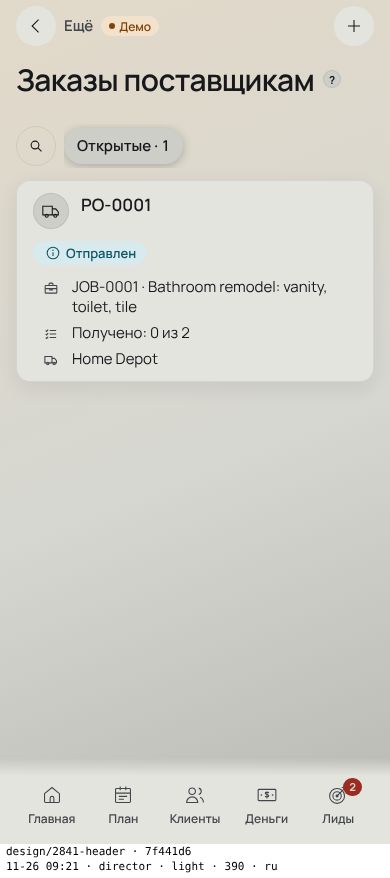 Ещё
Демо
Заказы поставщикам
?
Открытые · 1
PO-0001
Отправлен
JOB-0001 · Bathroom remodel: vanity,
toilet, tile
Получено: 0 из 2
Home Depot
2
Главная
План
Клиенты
Деньги
Лиды
design/2841-header · 7f441d6
11-26 09:21 · director · light · 390 · ru